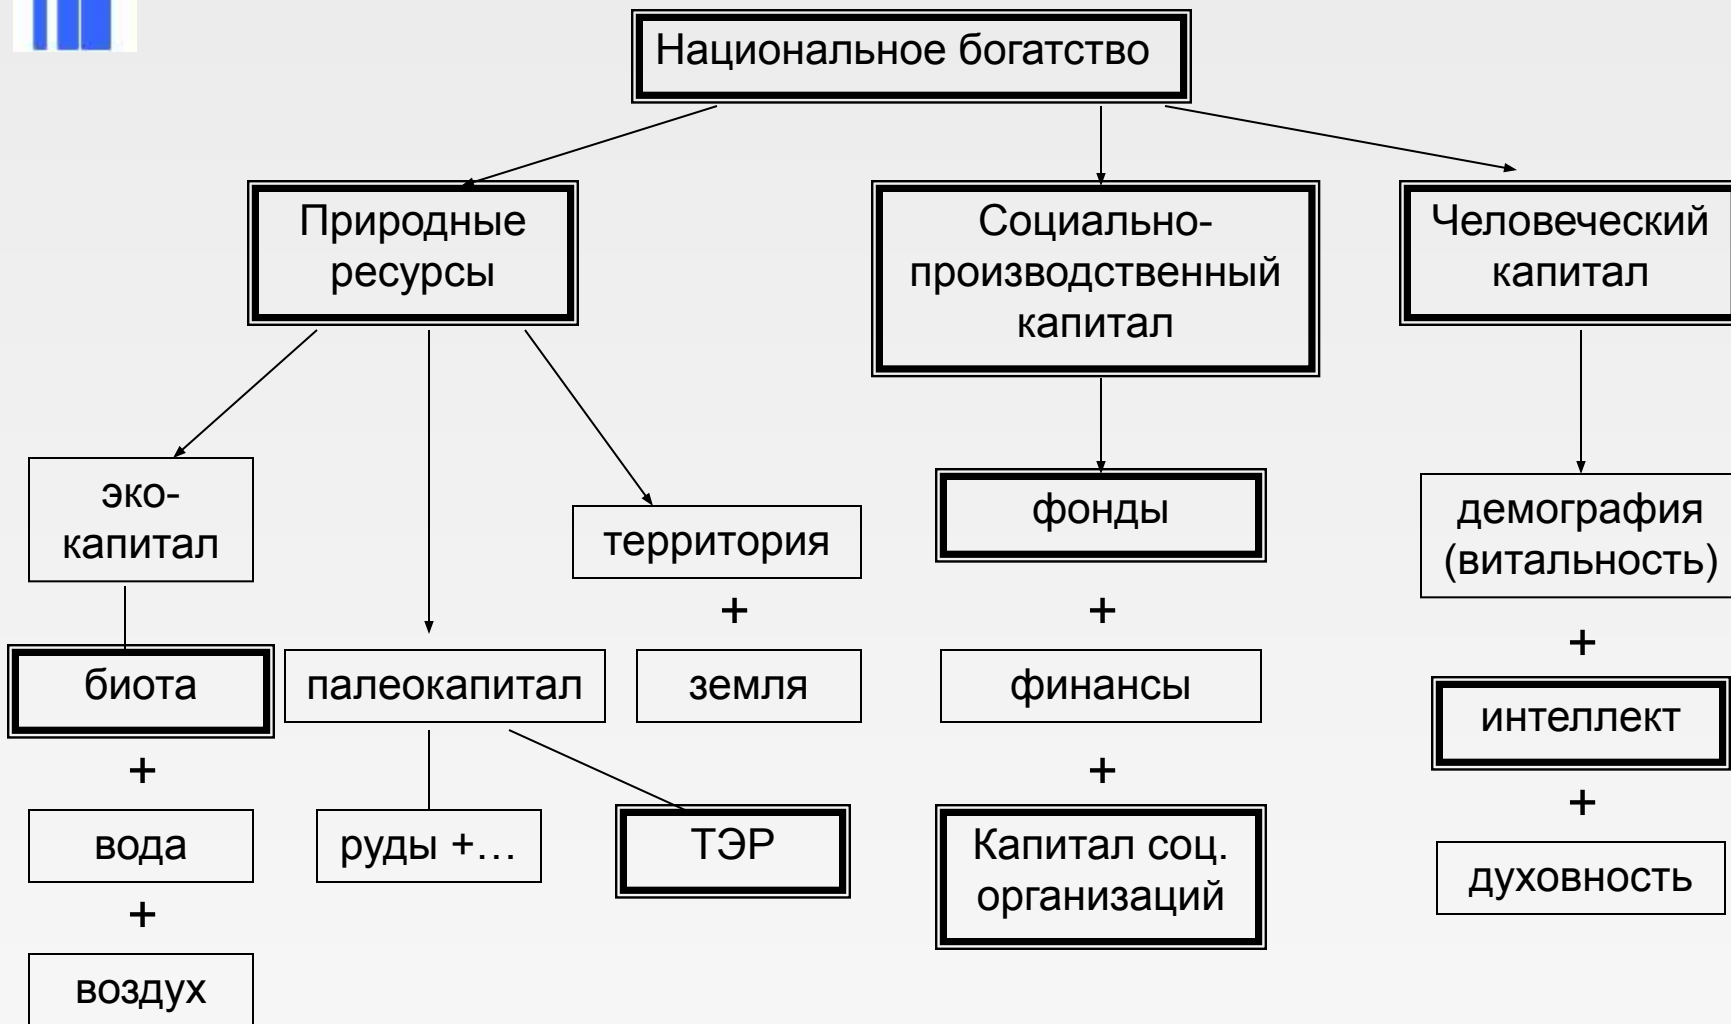 Национальное богатство
Природные
ресурсы
Социально-
производственный
капитал
Человеческий
капитал
эко-
капитал
территория
фонды
демография
(витальность)
+
+
+
биота
палеокапитал
земля
финансы
интеллект
+
+
+
вода
руды +…
ТЭР
Капитал соц.
организаций
духовность
+
воздух